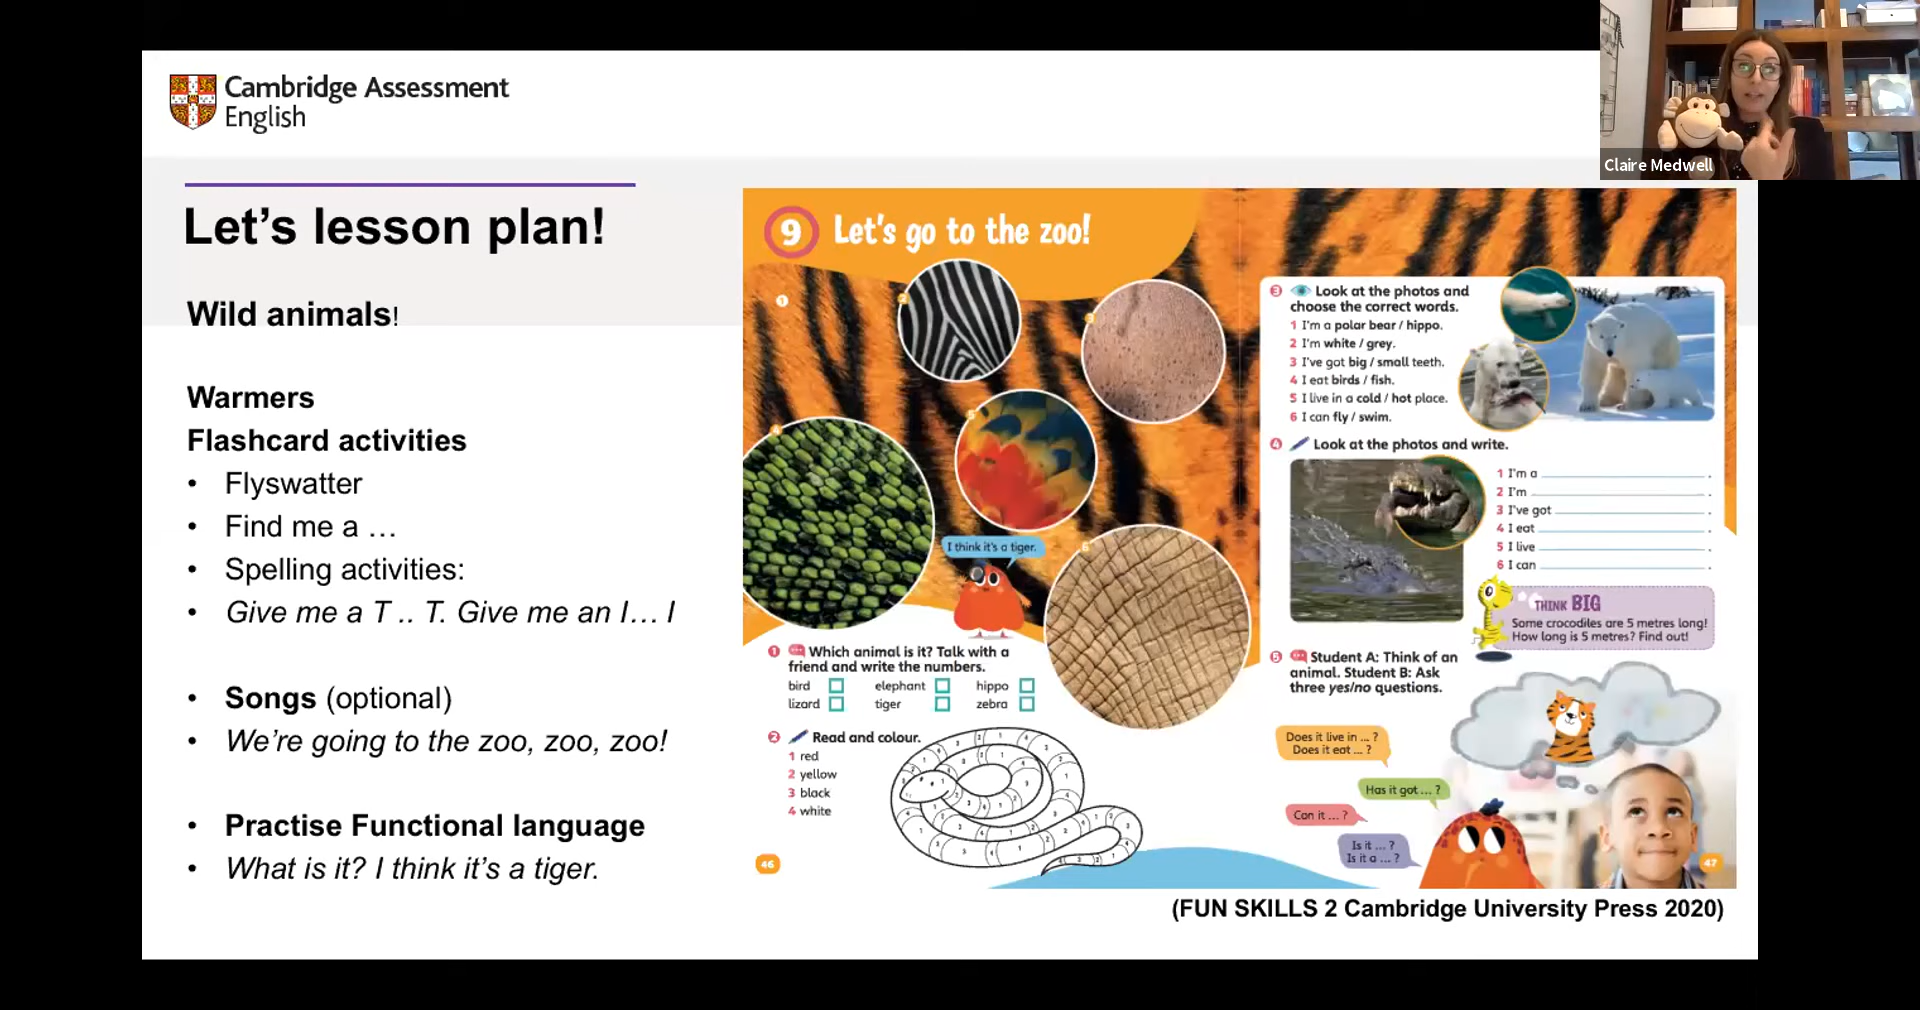 Cambridge Assessment
English
Claire Medwell
Let's lesson plan!
Wild animals!
Warmers
Flashcard activities
• Flyswatter
• Find me a …
• Spelling activities:
• Give me a T .. T. Give me an I… I
• Songs (optional)
• We're going to the zoo, zoo, zoo!
• Practise Functional language
• What is it? I think it's a tiger.
9 Let's go to the zoo!
1
2
4
5
6
I think it's a tiger.
1 Which animal is it? Talk with a
friend and write the numbers.
bird elephant hippo
lizard tiger zebra
2 Read and colour.
1 red
2 yellow
3 black
4 white
46
3 Look at the photos and
choose the correct words.
1 I'm a polar bear / hippo.
2 I'm white / grey.
3 I've got big / small teeth.
4 I eat birds / fish.
5 I live in a cold / hot place.
6 I can fly / swim.
4 Look at the photos and write.
1 I'm a .
2 I'm .
3 I've got .
4 I eat .
5 I live .
6 I can .
THINK BIG
Some crocodiles are 5 metres long!
How long is 5 metres? Find out!
5 Student A: Think of an
animal. Student B: Ask
three yes/no questions.
Does it live in ... ?
Does it eat ... ?
Has it got ... ?
Can it ... ?
Is it ... ?
Is it a ... ?
47
(FUN SKILLS 2 Cambridge University Press 2020)